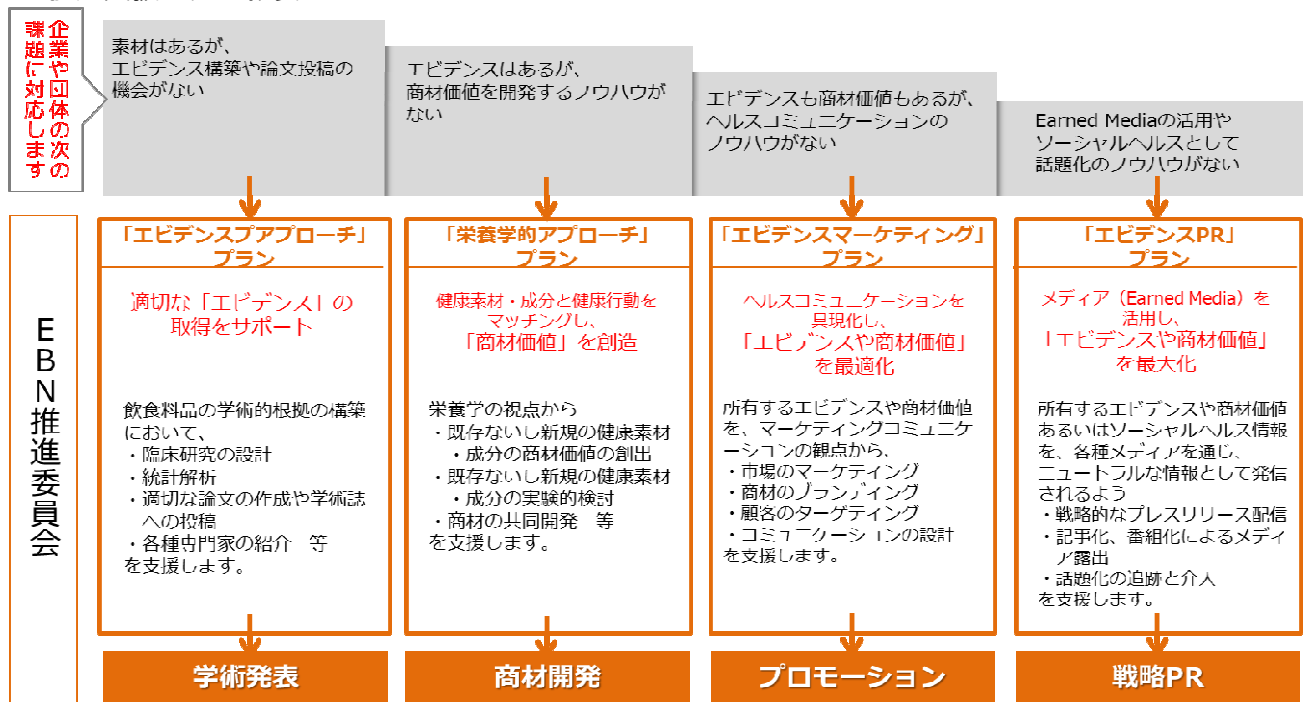 企業や団体の次の
課題に対応します
素材はあるが、
エビデンス構築や論文投稿の
機会がない
エビデンスはあるが、
商材価値を開発するノウハウが
ない
エビデンスも商材価値もあるが、
ヘルスコミュニケーションの
ノウハウがない
Earned Mediaの活用や
ソーシャルヘルスとして
話題化のノウハウがない
EBN推進委員会
「エビデンスプアプローチ」
プラン
適切な「エビデンス」の
取得をサポート
飲食料品の学術的根拠の構築
において、
・臨床研究の設計
・統計解析
・適切な論文の作成や学術誌
への投稿
・各種専門家の紹介 等
を支援します。
学術発表
「栄養学的アプローチ」
プラン
健康素材・成分と健康行動を
マッチングし、
「商材価値」を創造
栄養学の視点から
・既存ないし新規の健康素材
・成分の商材価値の創出
・既存ないし新規の健康素材
・成分の実験的検討
・商材の共同開発 等
を支援します。
商材開発
「エビデンスマーケティング」
プラン
ヘルスコミュニケーションを
具現化し、
「エビデンスや商材価値」
を最適化
所有するエビデンスや商材価値
を、マーケティングコミュニケ
ーションの観点から、
・市場のマーケティング
・商材のブランディング
・顧客のターゲティング
・コミュニケーションの設計
を支援します。
プロモーション
「エビデンスPR」
プラン
メディア（Earned Media）を
活用し、
「エビデンスや商材価値」
を最大化
所有するエビデンスや商材価値
あるいはソーシャルヘルス情報
を、各種メディアを通じ、
ニュートラルな情報として発信
されるよう
・戦略的なプレスリリース配信
・記事化、番組化によるメディ
ア露出
・話題化の追跡と介入
を支援します。
戦略PR